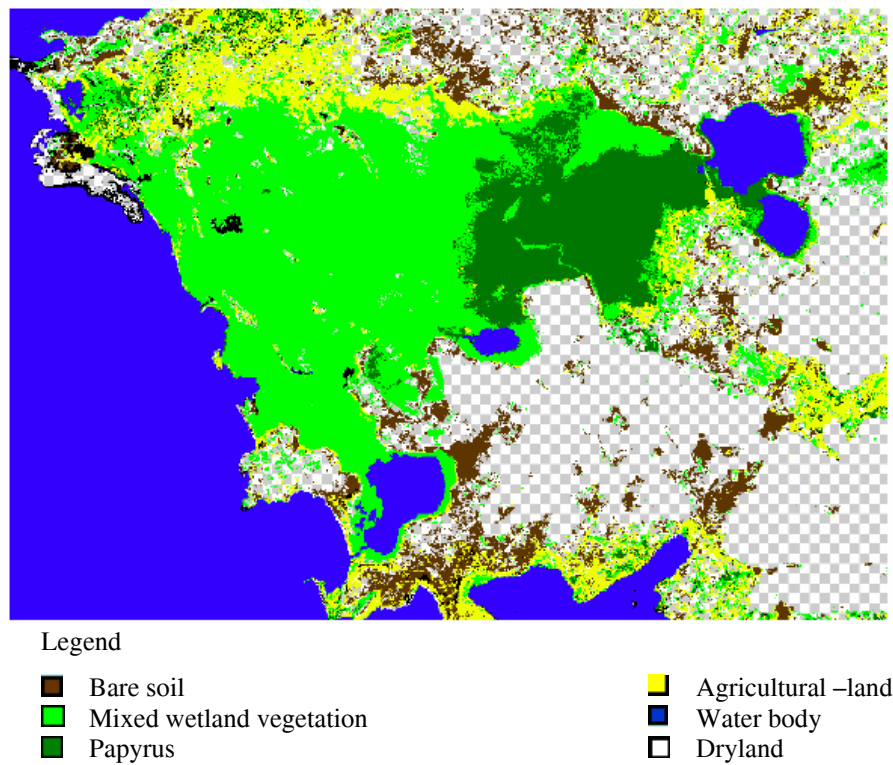 Legend
Bare soil
Mixed wetland vegetation
Papyrus
Agricultural –land
Water body
Dryland